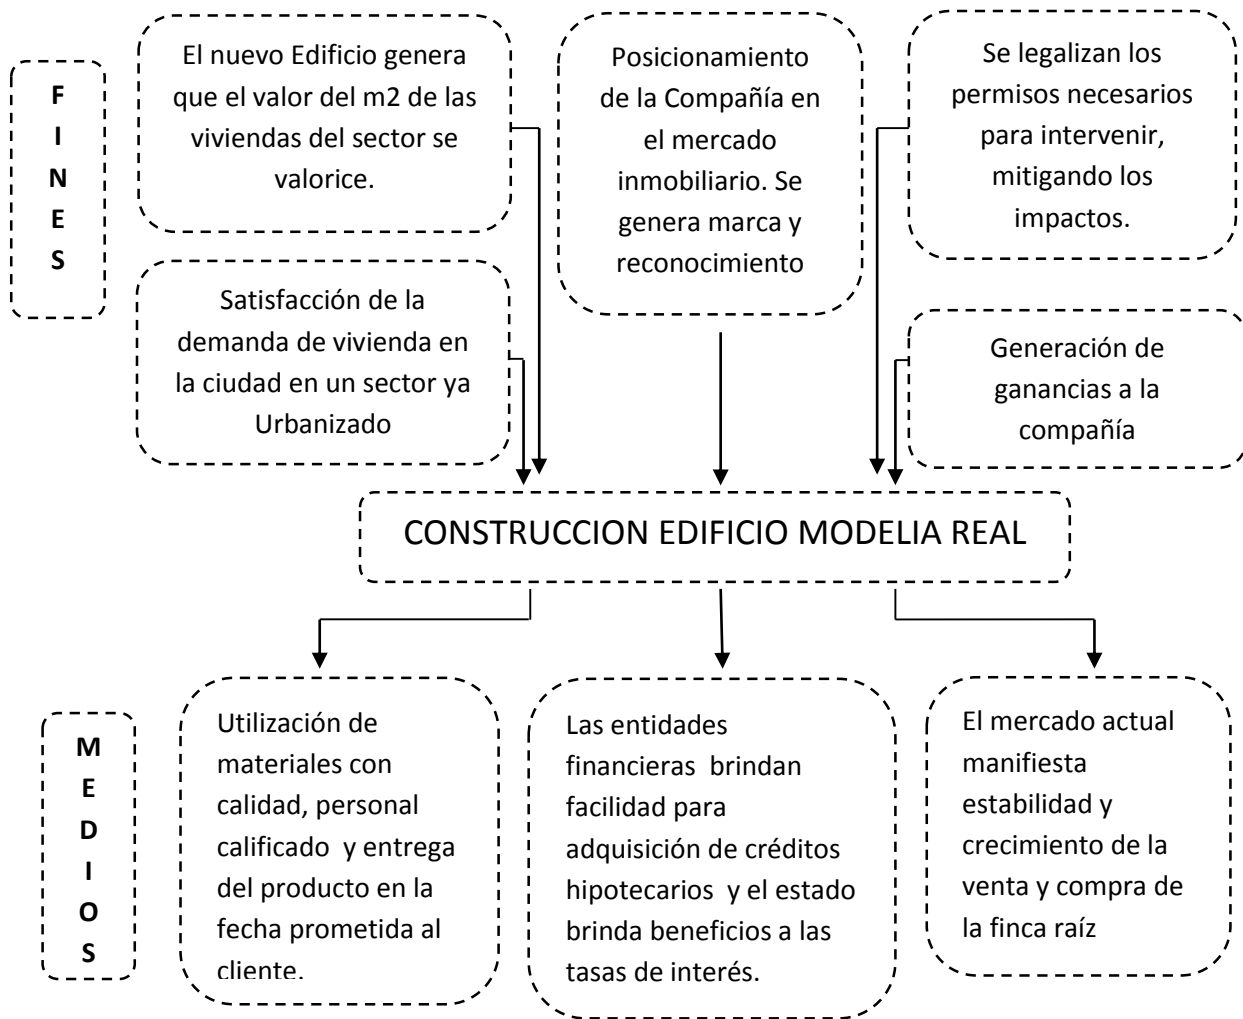 F
I
N
E
S
El nuevo Edificio genera
que el valor del m2 de las
viviendas del sector se
valorice.
Posicionamiento
de la Compañía en
el mercado
inmobiliario. Se
genera marca y
reconocimiento
Se legalizan los
permisos necesarios
para intervenir,
mitigando los
impactos.
Satisfacción de la
demanda de vivienda en
la ciudad en un sector ya
Urbanizado
Generación de
ganancias a la
compañía
CONSTRUCCION EDIFICIO MODELIA REAL
M
E
D
I
O
S
Utilización de
materiales con
calidad, personal
calificado y entrega
del producto en la
fecha prometida al
cliente.
Las entidades
financieras brindan
facilidad para
adquisición de créditos
hipotecarios y el estado
brinda beneficios a las
tasas de interés.
El mercado actual
manifiesta
estabilidad y
crecimiento de la
venta y compra de
la finca raíz